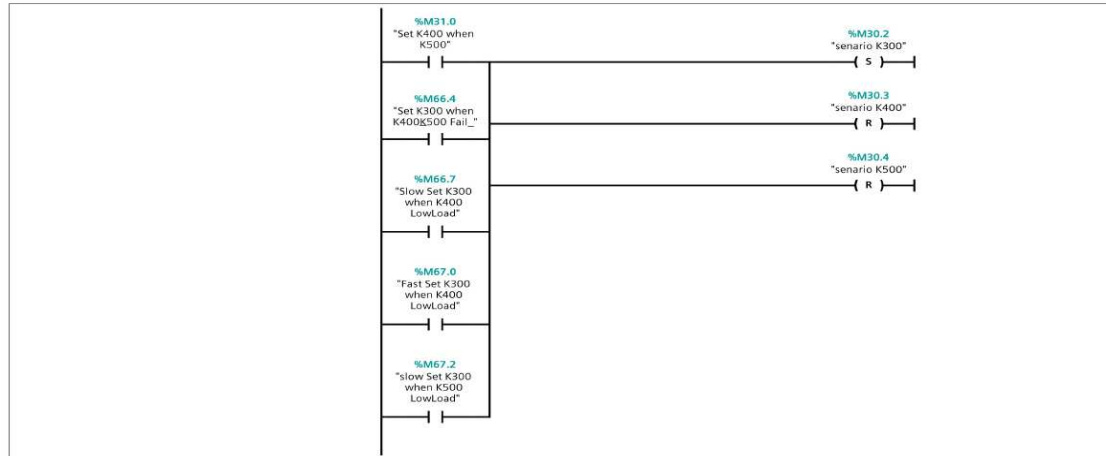 %M31.0
"Set K400 when
K500"
%M30.2
"senario K300"
( S )
%M66.4
"Set K300 when
K400K500 Fail_"
%M30.3
"senario K400"
( R )
%M66.7
"Slow Set K300
when K400
LowLoad"
%M30.4
"senario K500"
( R )
%M67.0
"Fast Set K300
when K400
LowLoad"
%M67.2
"slow Set K300
when K500
LowLoad"